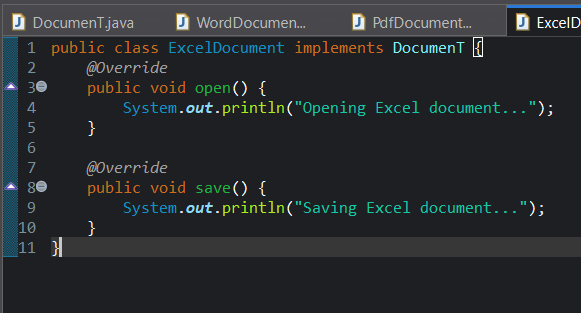 DocumenT.java WordDocumen... PdfDocument... ExcelD
1 public class ExcelDocument implements DocumenT {
2 @Override
3 public void open() {
4 System.out.println("Opening Excel document...");
5 }
6
7 @Override
8 public void save() {
9 System.out.println("Saving Excel document...");
10 }
11 }